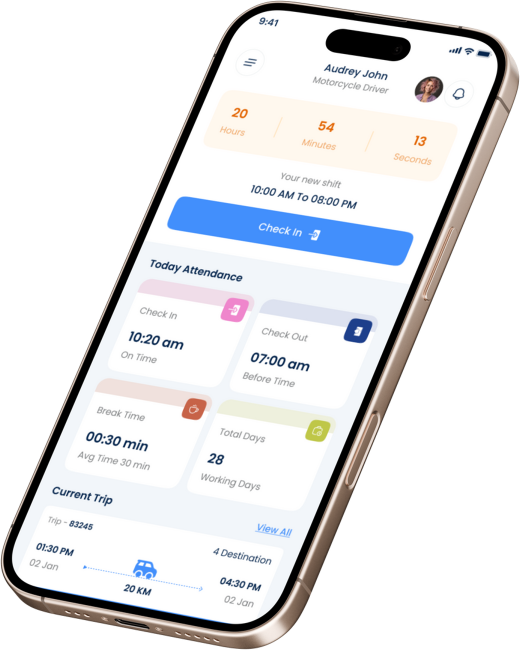 9:41
Audrey John
Motorcycle Driver
20 54 13
Hours Minutes Seconds
Your new shift
10:00 AM To 08:00 PM
Check In
Today Attendance
Check In
10:20 am
On Time
Check Out
07:00 am
Before Time
Break Time
00:30 min
Avg Time 30 min
Total Days
28
Working Days
Current Trip
View All
Trip - 83245
4 Destination
01:30 PM
02 Jan
20 KM
04:30 PM
02 Jan